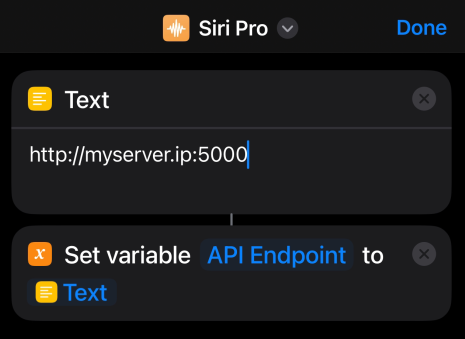 Siri Pro
Done
Text
http://myserver.ip:5000
Set variable API Endpoint to
Text